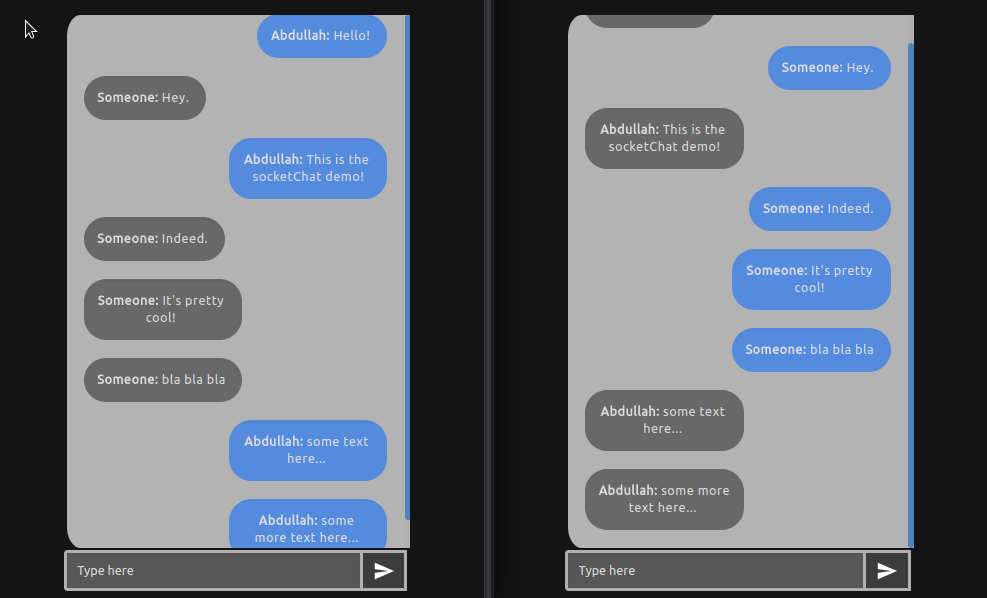 Abdullah: Hello!
Someone: Hey.
Abdullah: This is the
socketChat demo!
Someone: Indeed.
Someone: It's pretty
cool!
Someone: bla bla bla
Abdullah: some text
here...
Abdullah: some
more text here...
Type here
Someone: Hey.
Abdullah: This is the
socketChat demo!
Someone: Indeed.
Someone: It's pretty
cool!
Someone: bla bla bla
Abdullah: some text
here...
Abdullah: some more
text here...
Type here